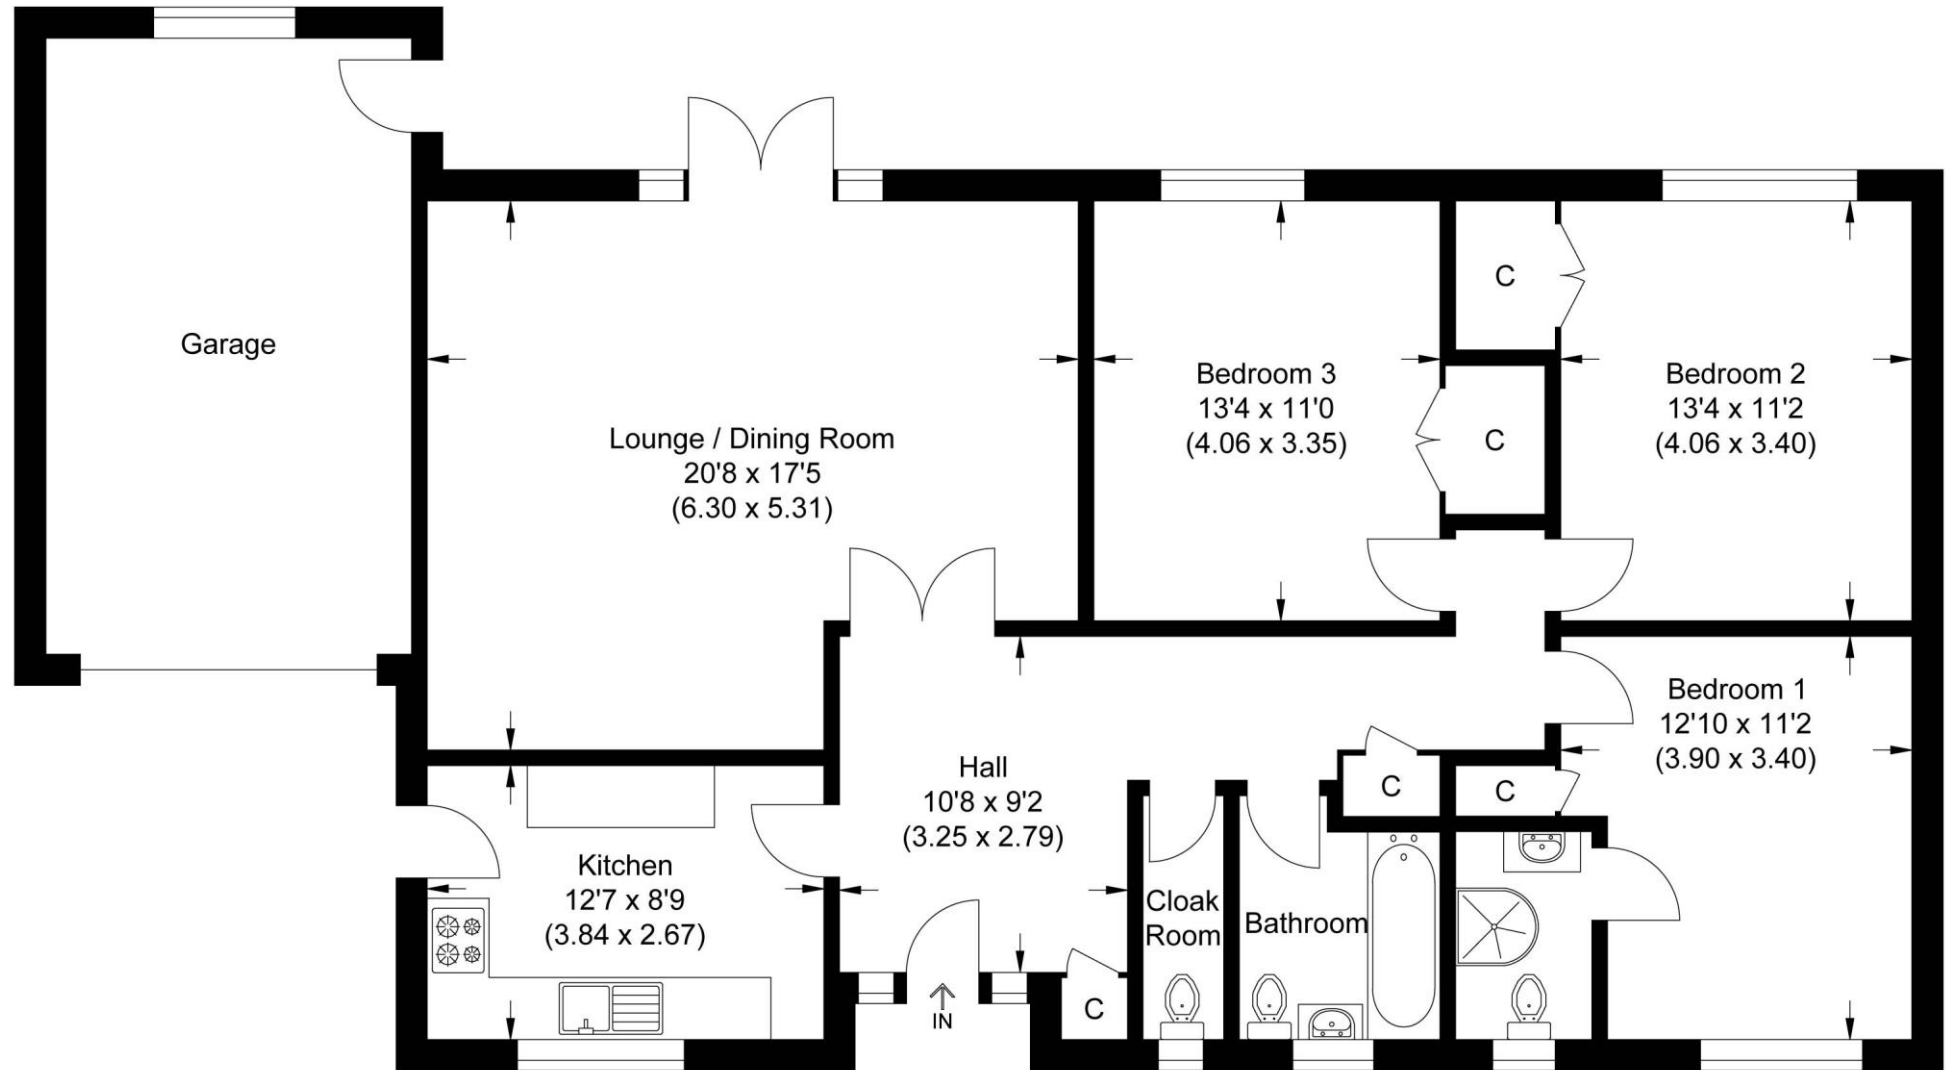 Garage
Lounge / Dining Room
20'8 x 17'5
(6.30 x 5.31)
Bedroom 3
13'4 x 11'0
(4.06 x 3.35)
C
C
Bedroom 2
13'4 x 11'2
(4.06 x 3.40)
Bedroom 1
12'10 x 11'2
(3.90 x 3.40)
Hall
10'8 x 9'2
(3.25 x 2.79)
C
C
Kitchen
12'7 x 8'9
(3.84 x 2.67)
Cloak
Room
Bathroom
IN
C